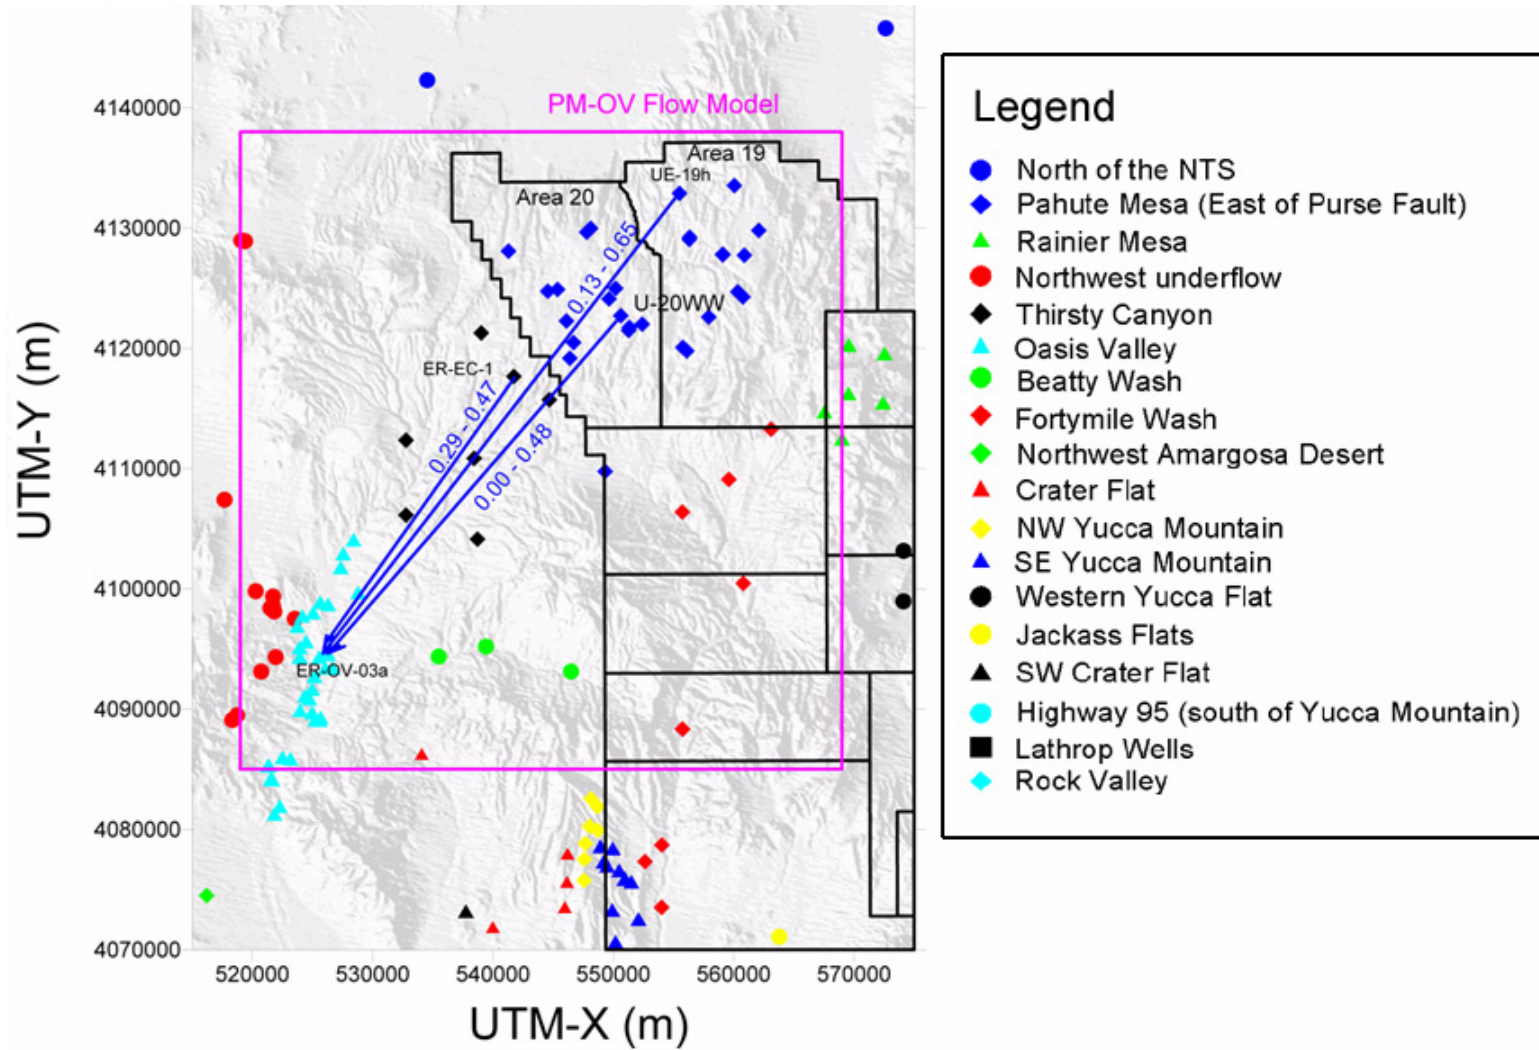 PM-OV Flow Model
Area 19
UE-19h
Area 20
0.13 - 0.65
U-20WW
ER-EC-1
0.29 - 0.47
0.00 - 0.48
ER-OV-03a
4140000
4130000
4120000
4110000
4100000
4090000
4080000
4070000
UTM-Y (m)
520000 530000 540000 550000 560000 570000
UTM-X (m)
Legend
North of the NTS
Pahute Mesa (East of Purse Fault)
Rainier Mesa
Northwest underflow
Thirsty Canyon
Oasis Valley
Beatty Wash
Fortymile Wash
Northwest Amargosa Desert
Crater Flat
NW Yucca Mountain
SE Yucca Mountain
Western Yucca Flat
Jackass Flats
SW Crater Flat
Highway 95 (south of Yucca Mountain)
Lathrop Wells
Rock Valley